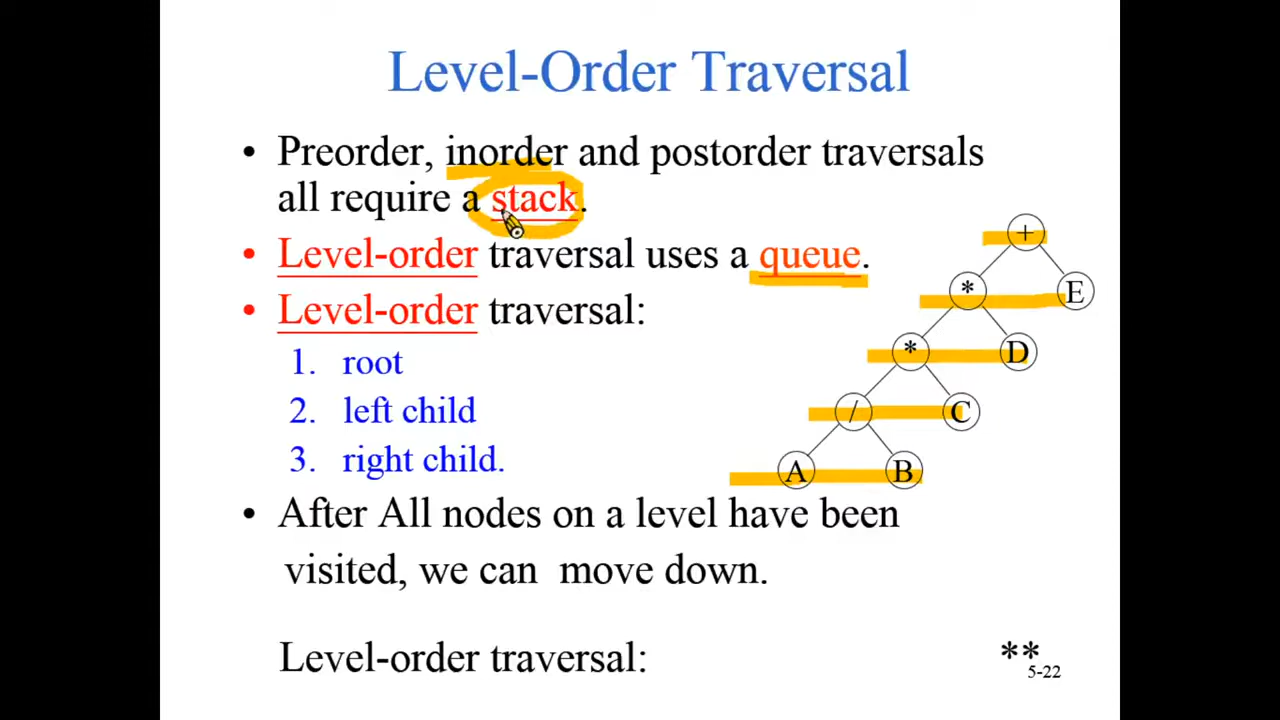 Level-Order Traversal
• Preorder, inorder and postorder traversals
all require a stack.
• Level-order traversal uses a queue.
• Level-order traversal:
1. root
2. left child
3. right child.
+
* E
* D
/ C
A B
• After All nodes on a level have been
visited, we can move down.
Level-order traversal:
**
5-22